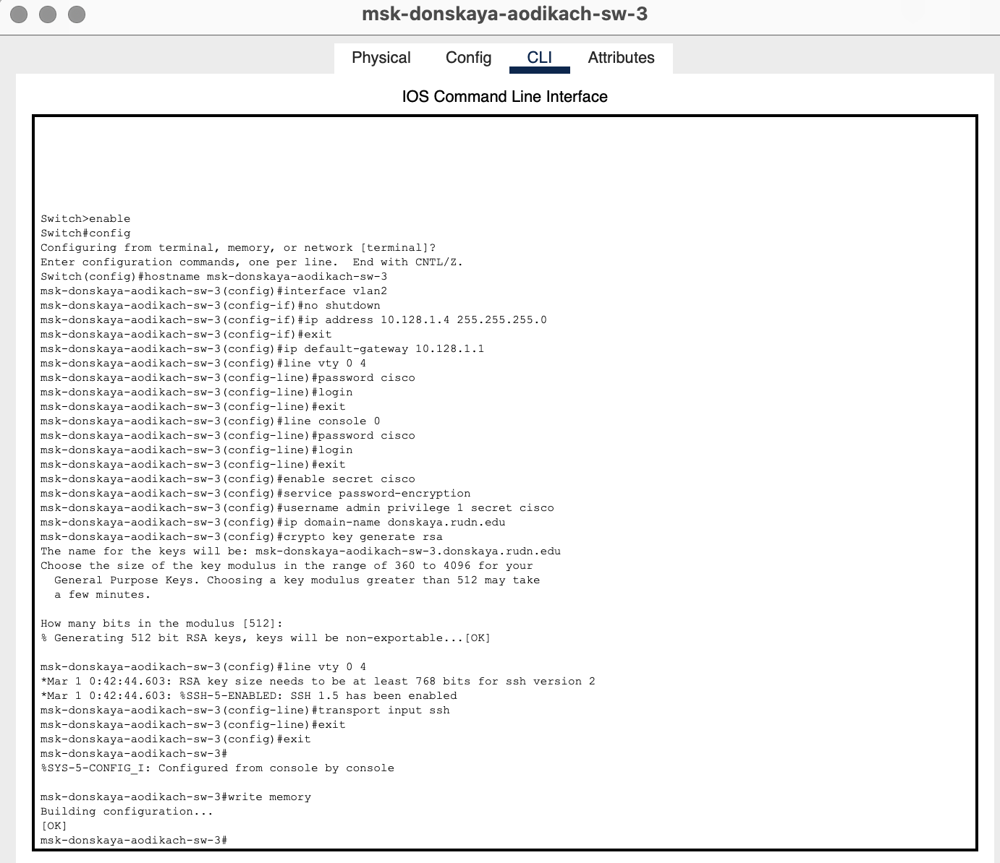 msk-donskaya-aodikach-sw-3
Physical Config CLI Attributes
IOS Command Line Interface
Switch>enable
Switch#config
Configuring from terminal, memory, or network [terminal]?
Enter configuration commands, one per line.  End with CNTL/Z.
Switch(config)#hostname msk-donskaya-aodikach-sw-3
msk-donskaya-aodikach-sw-3(config)#interface vlan2
msk-donskaya-aodikach-sw-3(config-if)#no shutdown
msk-donskaya-aodikach-sw-3(config-if)#ip address 10.128.1.4 255.255.255.0
msk-donskaya-aodikach-sw-3(config-if)#exit
msk-donskaya-aodikach-sw-3(config)#ip default-gateway 10.128.1.1
msk-donskaya-aodikach-sw-3(config)#line vty 0 4
msk-donskaya-aodikach-sw-3(config-line)#password cisco
msk-donskaya-aodikach-sw-3(config-line)#login
msk-donskaya-aodikach-sw-3(config-line)#exit
msk-donskaya-aodikach-sw-3(config)#line console 0
msk-donskaya-aodikach-sw-3(config-line)#password cisco
msk-donskaya-aodikach-sw-3(config-line)#login
msk-donskaya-aodikach-sw-3(config-line)#exit
msk-donskaya-aodikach-sw-3(config)#enable secret cisco
msk-donskaya-aodikach-sw-3(config)#service password-encryption
msk-donskaya-aodikach-sw-3(config)#username admin privilege 1 secret cisco
msk-donskaya-aodikach-sw-3(config)#ip domain-name donskaya.rudn.edu
msk-donskaya-aodikach-sw-3(config)#crypto key generate rsa
The name for the keys will be: msk-donskaya-aodikach-sw-3.donskaya.rudn.edu
Choose the size of the key modulus in the range of 360 to 4096 for your
  General Purpose Keys. Choosing a key modulus greater than 512 may take
  a few minutes.
How many bits in the modulus [512]:
% Generating 512 bit RSA keys, keys will be non-exportable...[OK]
msk-donskaya-aodikach-sw-3(config)#line vty 0 4
*Mar 1 0:42:44.603: RSA key size needs to be at least 768 bits for ssh version 2
*Mar 1 0:42:44.603: %SSH-5-ENABLED: SSH 1.5 has been enabled
msk-donskaya-aodikach-sw-3(config-line)#transport input ssh
msk-donskaya-aodikach-sw-3(config-line)#exit
msk-donskaya-aodikach-sw-3(config)#exit
msk-donskaya-aodikach-sw-3#
%SYS-5-CONFIG_I: Configured from console by console
msk-donskaya-aodikach-sw-3#write memory
Building configuration...
[OK]
msk-donskaya-aodikach-sw-3#